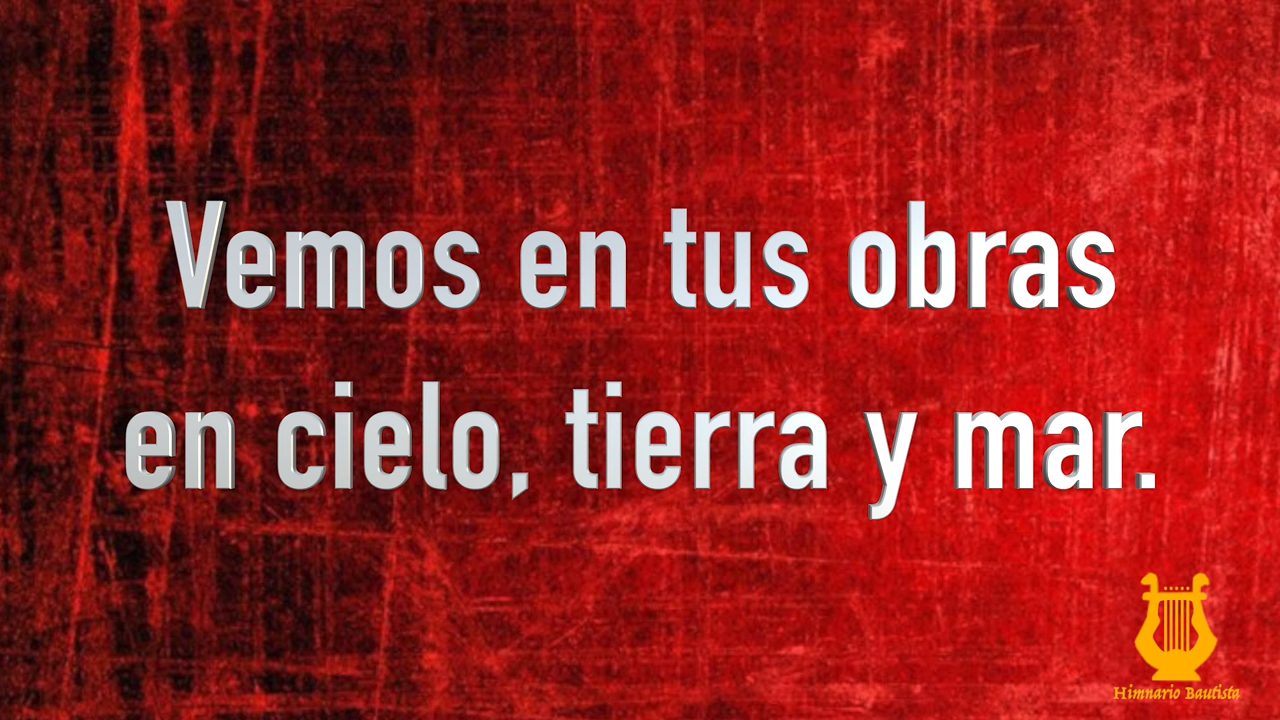 Vemos en tus obras
en cielo, tierra y mar.
Himnario Bautista